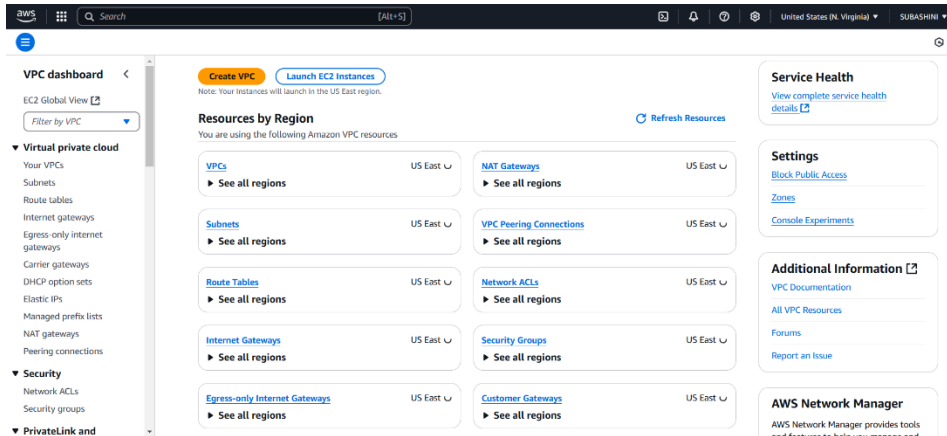 aws
Search [Alt+S]
United States (N. Virginia) SUBASHINI
VPC dashboard
EC2 Global View
Filter by VPC
Virtual private cloud
Your VPCs
Subnets
Route tables
Internet gateways
Egress-only internet
gateways
Carrier gateways
DHCP option sets
Elastic IPs
Managed prefix lists
NAT gateways
Peering connections
Security
Network ACLs
Security groups
PrivateLink and
Create VPC Launch EC2 Instances
Note: Your Instances will launch in the US East region.
Resources by Region Refresh Resources
You are using the following Amazon VPC resources
VPCs US East
See all regions
NAT Gateways US East
See all regions
Subnets US East
See all regions
VPC Peering Connections US East
See all regions
Route Tables US East
See all regions
Network ACLs US East
See all regions
Internet Gateways US East
See all regions
Security Groups US East
See all regions
Egress-only Internet Gateways US East
See all regions
Customer Gateways US East
See all regions
Service Health
View complete service health
details
Settings
Block Public Access
Zones
Console Experiments
Additional Information
VPC Documentation
All VPC Resources
Forums
Report an Issue
AWS Network Manager
AWS Network Manager provides tools
and features to help you manage and